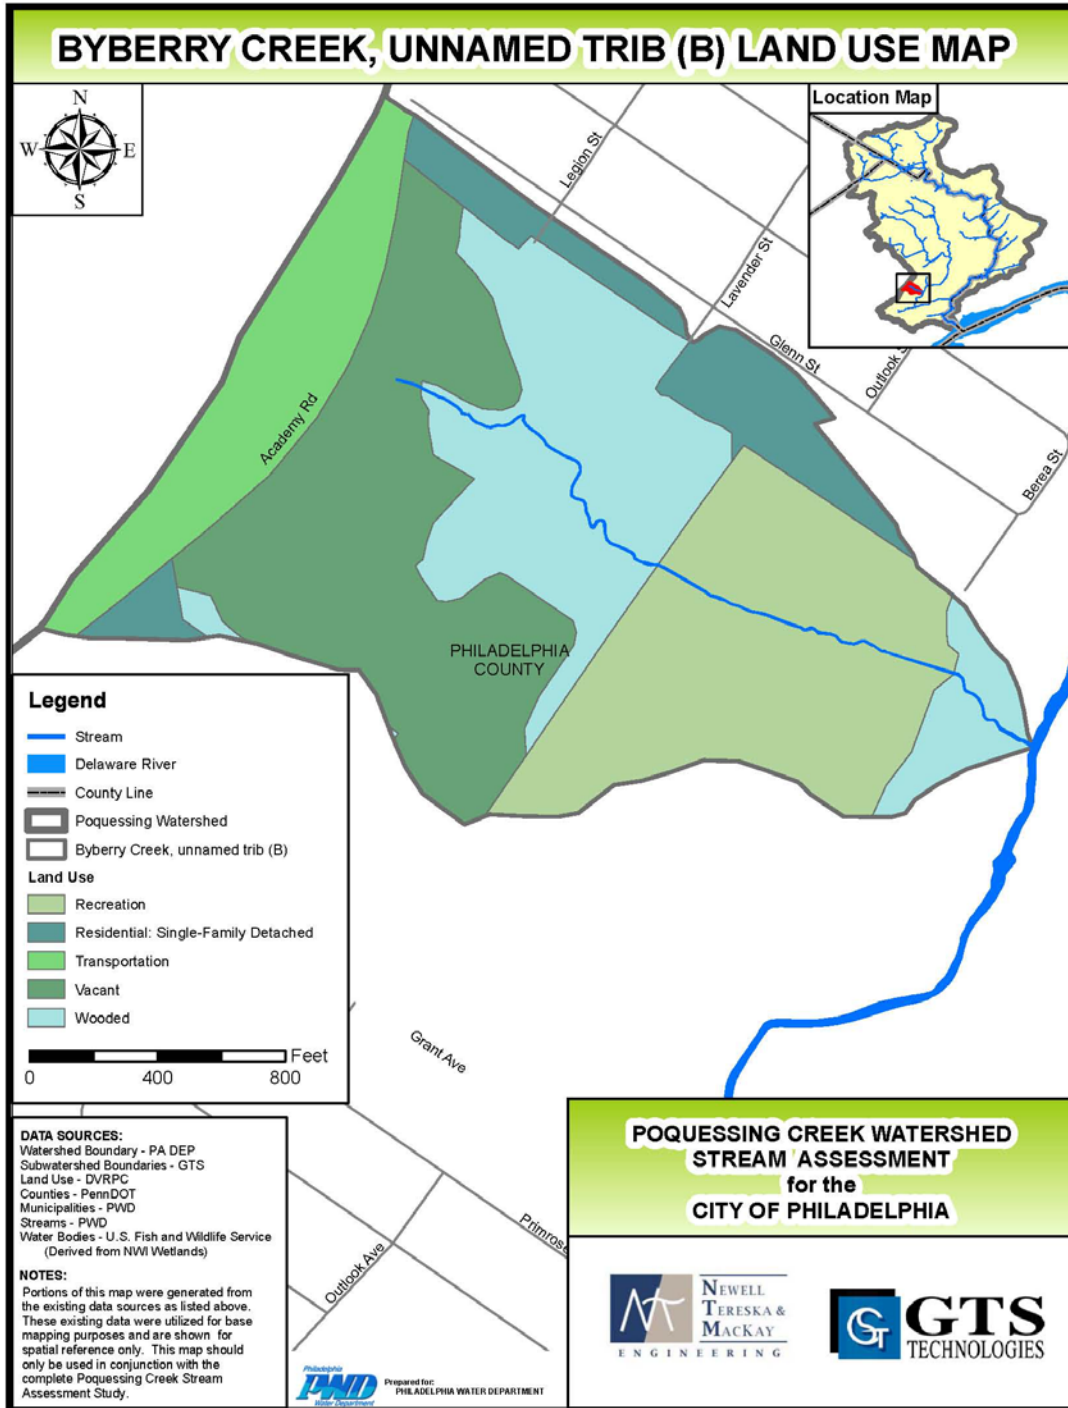 BYBERRY CREEK, UNNAMED TRIB (B) LAND USE MAP
N
W
E
S
Location Map
Legion St
Lavender St
Glenn St
Outlook S
Berea St
Academy Rd
PHILADELPHIA
COUNTY
Legend
Stream
Delaware River
County Line
Poquessing Watershed
Byberry Creek, unnamed trib (B)
Land Use
Recreation
Residential: Single-Family Detached
Transportation
Vacant
Wooded
Feet
0 400 800
Grant Ave
Primrose
Outlook Ave
DATA SOURCES:
Watershed Boundary - PA DEP
Subwatershed Boundaries - GTS
Land Use - DVRPC
Counties - PennDOT
Municipalities - PWD
Streams - PWD
Water Bodies - U.S. Fish and Wildlife Service
(Derived from NWI Wetlands)
NOTES:
Portions of this map were generated from
the existing data sources as listed above.
These existing data were utilized for base
mapping purposes and are shown for
spatial reference only. This map should
only be used in conjunction with the
complete Poquessing Creek Stream
Assessment Study.
Philadelphia
PWD
Water Department
Prepared for:
PHILADELPHIA WATER DEPARTMENT
POQUESSING CREEK WATERSHED
STREAM ASSESSMENT
for the
CITY OF PHILADELPHIA
NEWELL
TERESKA &
MACKAY
ENGINEERING
GTS
TECHNOLOGIES